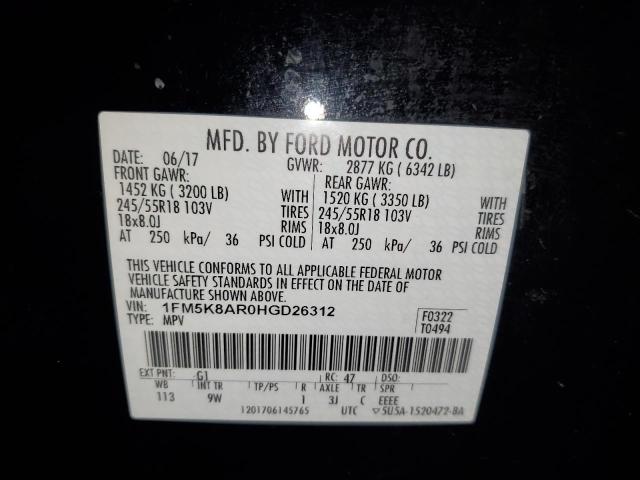 MFD. BY FORD MOTOR CO.
DATE: 06/17 GVWR: 2877 KG ( 6342 LB)
FRONT GAWR: REAR GAWR:
1452 KG ( 3200 LB) WITH 1520 KG ( 3350 LB) WITH
245/55R18 103V TIRES 245/55R18 103V TIRES
18x8.0J RIMS 18x8.0J RIMS
AT 250 kPa/ 36 PSI COLD AT 250 kPa/ 36 PSI COLD
THIS VEHICLE CONFORMS TO ALL APPLICABLE FEDERAL MOTOR
VEHICLE SAFETY STANDARDS IN EFFECT ON THE DATE OF
MANUFACTURE SHOWN ABOVE.
VIN: 1FM5K8AR0HGD26312 F0322
TYPE: MPV T0494
EXT PNT: G1 RC: 47 DSO:
WB INT TR TP/PS R AXLE TR SPR
113 9W 1 3J C EEEE
1201706145765 UTC ▽5U5A-1520472-BA